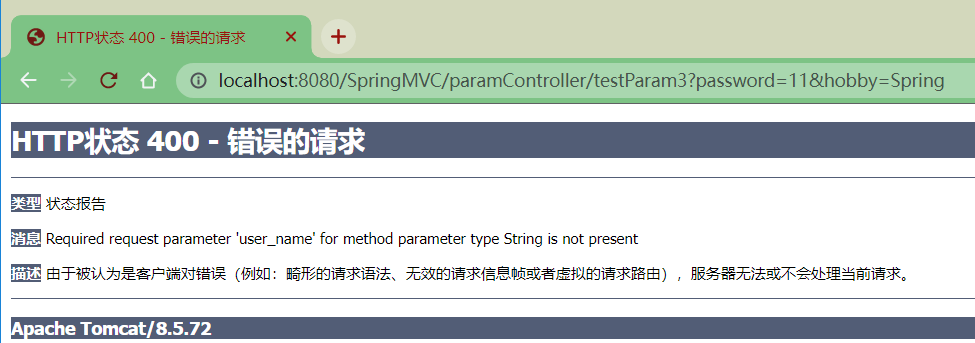 HTTP状态 400 - 错误的请求
localhost:8080/SpringMVC/paramController/testParam3?password=11&hobby=Spring
HTTP状态 400 - 错误的请求
类型 状态报告
消息 Required request parameter 'user_name' for method parameter type String is not present
描述 由于被认为是客户端对错误（例如：畸形的请求语法、无效的请求信息帧或者虚拟的请求路由），服务器无法或不会处理当前请求。
Apache Tomcat/8.5.72